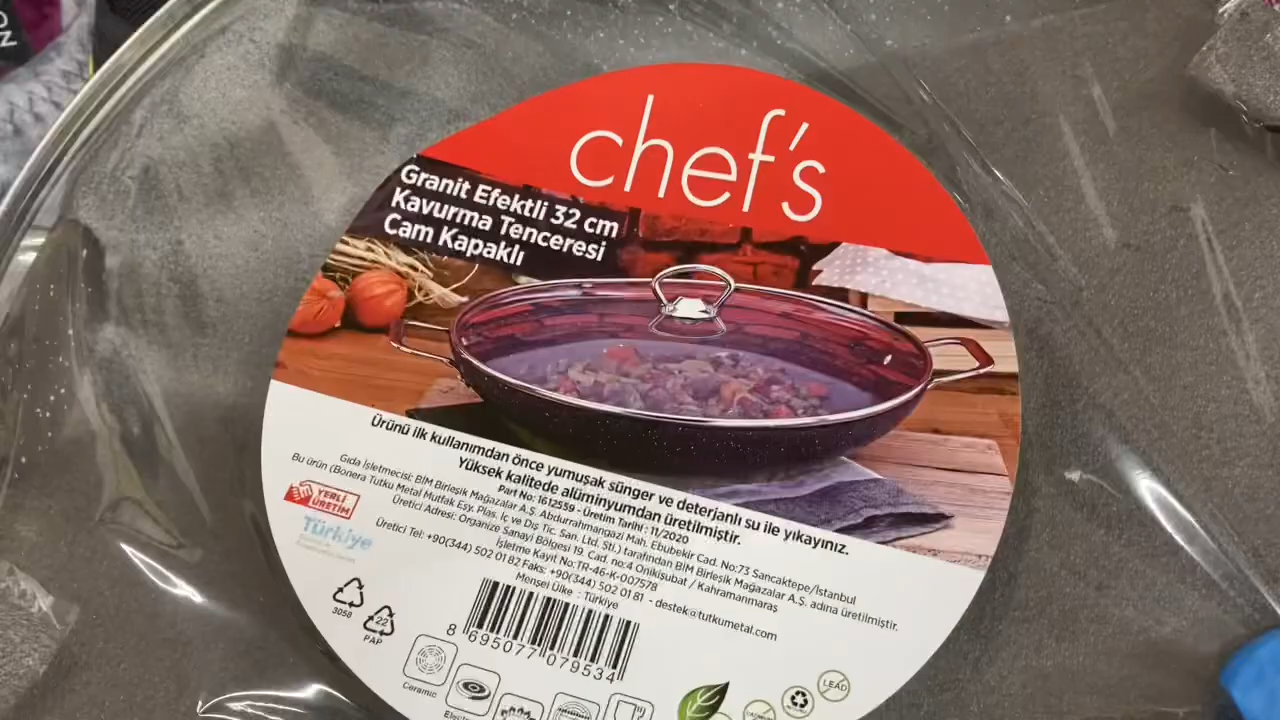 chef's
Granit Efektli 32 cm
Kavurma Tenceresi
Cam Kapaklı
Ürünü ilk kullanımdan önce yumuşak sünger ve deterjanlı su ile yıkayınız.
Yüksek kalitede alüminyumdan üretilmiştir.
Part No: 1612559 - Üretim Tarihi : 11/2020
Gıda İşletmecisi: BİM Birleşik Mağazalar A.Ş. Abdurrahmangazi Mah. Ebubekir Cad. No:73 Sancaktepe/İstanbul
Bu ürün (Bonera Tutku Metal Mutfak Eşy. Plas. İç ve Dış Tic. San. Ltd. Şti.) tarafından BİM Birleşik Mağazalar A.Ş. adına üretilmiştir.
Üretici Adresi: Organize Sanayi Bölgesi 19. Cad. no:4 Onikişubat / Kahramanmaraş
İşletme Kayıt No:TR-46-K-007578
Üretici Tel: +90(344) 502 01 82 Faks: +90(344) 502 01 81 - destek@tutkumetal.com
Menşei Ülke : Türkiye
YERLİ
ÜRETİM
Türkiye
3058
22
PAP
8 695077 079534
Ceramic
LEAD